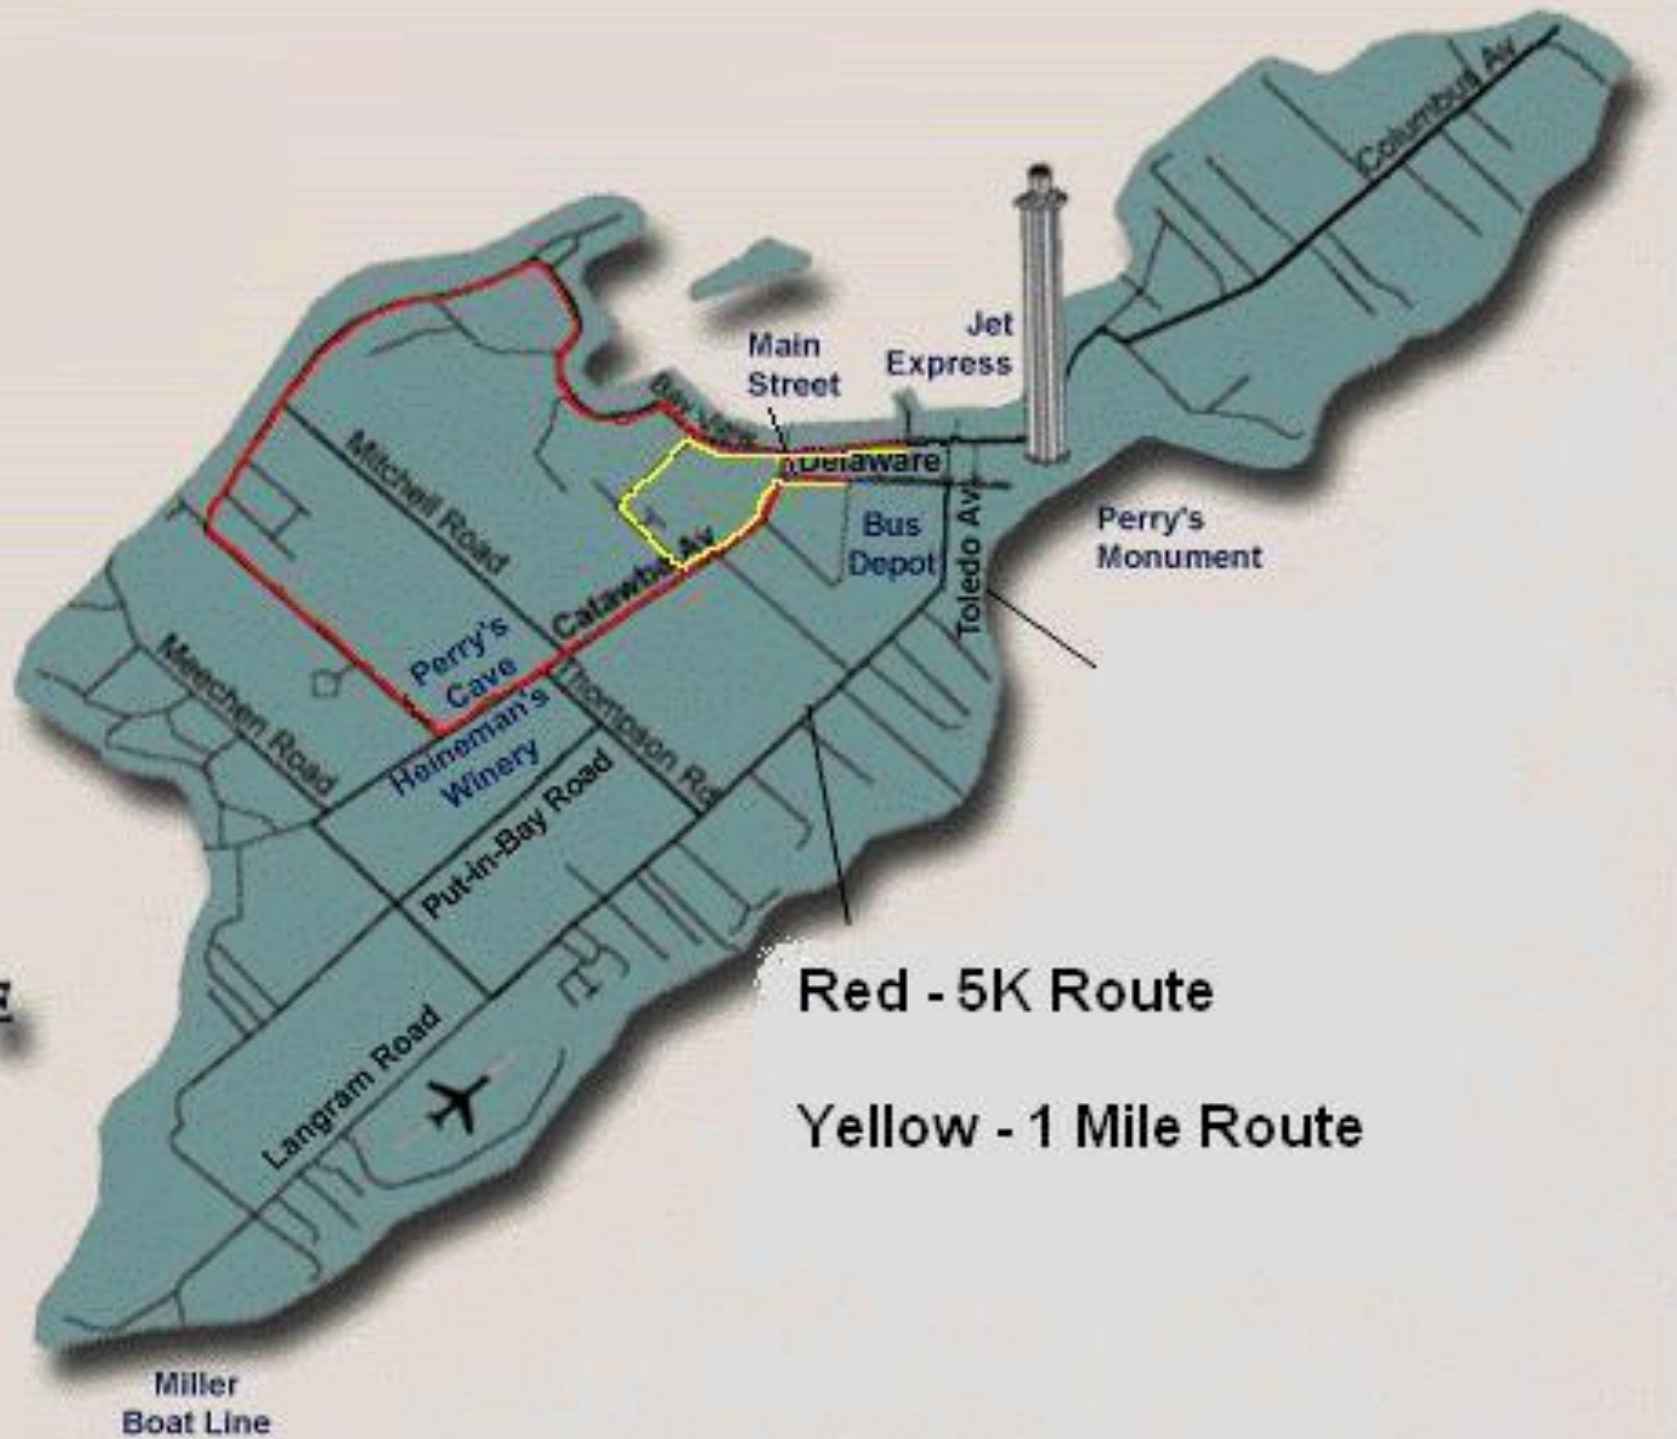 Columbus Av
Jet
Express
Main
Street
Bayview
Delaware
Mitchell Road
Bus
Depot
Toledo Av
Perry's
Monument
Catawba Av
Perry's
Cave
Heineman's
Winery
Thompson Rd
Meechen Road
Put-in-Bay Road
Langram Road
E
Red - 5K Route
Yellow - 1 Mile Route
Miller
Boat Line